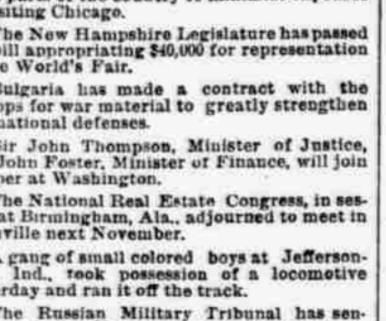 siting Chicago.
The New Hampshire Legislature has passed
bill appropriating $40,000 for representation
e World's Fair.
Bulgaria has made a contract with the
ops for war material to greatly strengthen
national defenses.
Sir John Thompson, Minister of Justice,
John Foster, Minister of Finance, will join
per at Washington.
The National Real Estate Congress, in ses-
at Birmingham, Ala., adjourned to meet in
ville next November.
A gang of small colored boys at Jefferson-
Ind., took possession of a locomotive
rday and ran it off the track.
The Russian Military Tribunal has sen-